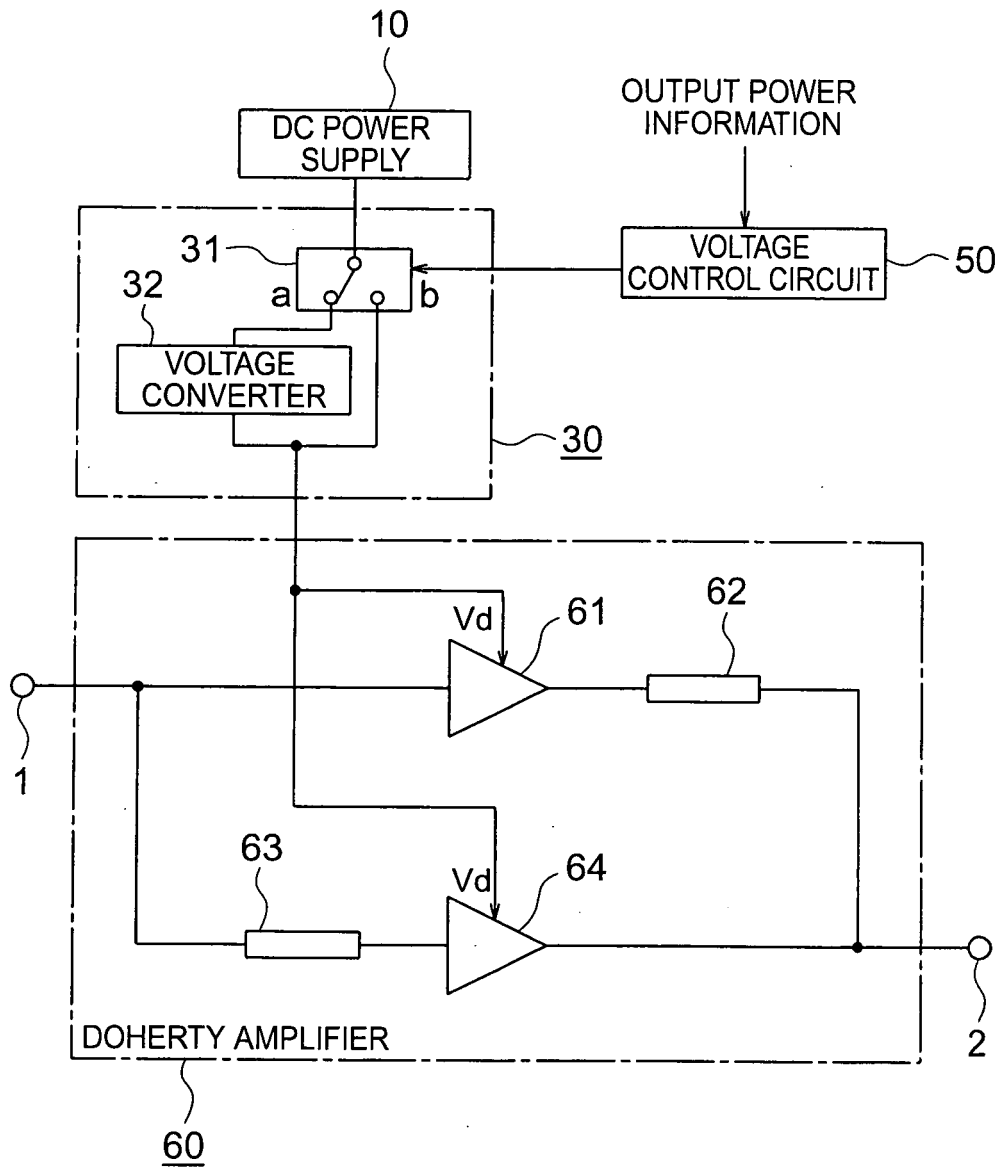 10
DC POWER
SUPPLY
OUTPUT POWER
INFORMATION
31
a
b
VOLTAGE
CONTROL CIRCUIT
50
32
VOLTAGE
CONVERTER
30
Vd
61
62
1
63
Vd
64
2
DOHERTY AMPLIFIER
60